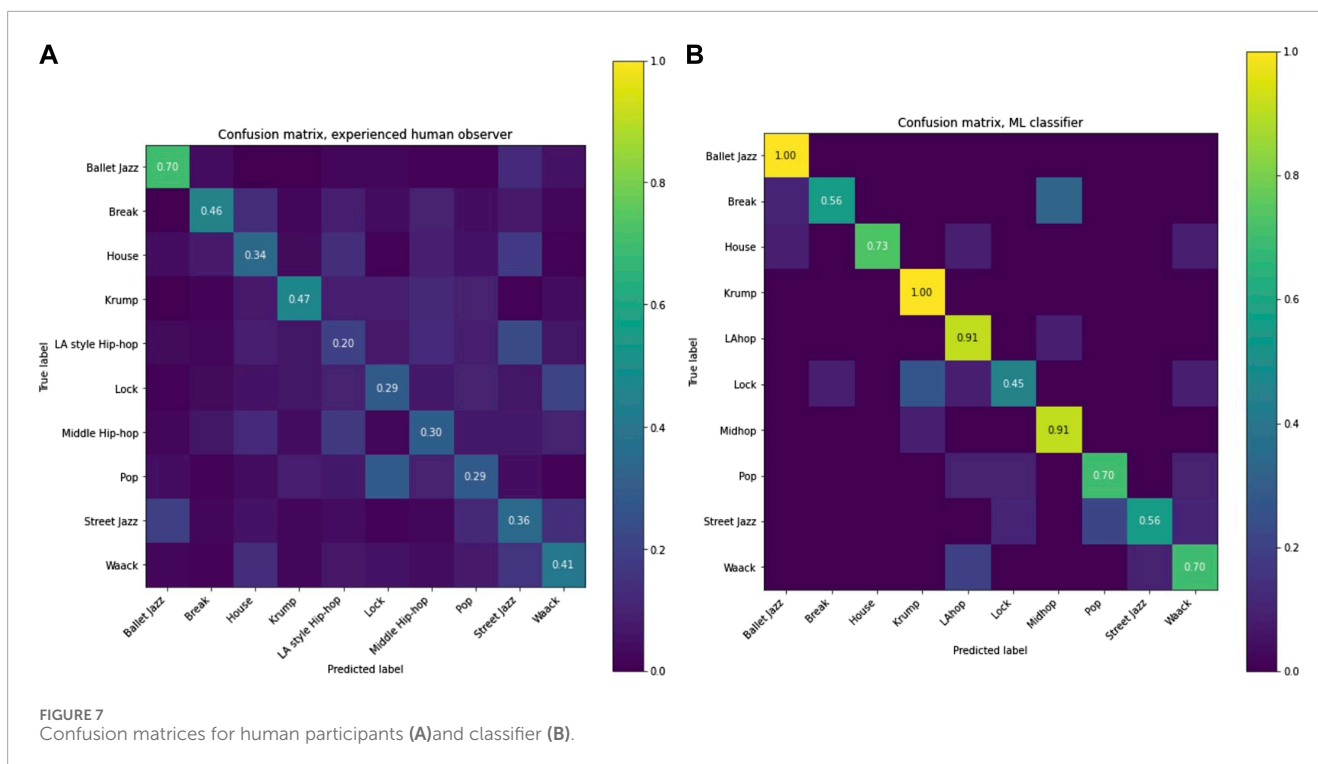 A
Confusion matrix, experienced human observer
True label
Ballet Jazz
Break
House
Krump
LA style Hip-hop
Lock
Middle Hip-hop
Pop
Street Jazz
Waack
0.70
0.46
0.34
0.47
0.20
0.29
0.30
0.29
0.36
0.41
Ballet Jazz
Break
House
Krump
LA style Hip-hop
Lock
Middle Hip-hop
Pop
Street Jazz
Waack
Predicted label
1.0
0.8
0.6
0.4
0.2
0.0
B
Confusion matrix, ML classifier
True label
Ballet Jazz
Break
House
Krump
LAhop
Lock
Midhop
Pop
Street Jazz
Waack
1.00
0.56
0.73
1.00
0.91
0.45
0.91
0.70
0.56
0.70
Ballet Jazz
Break
House
Krump
LAhop
Lock
Midhop
Pop
Street Jazz
Waack
Predicted label
1.0
0.8
0.6
0.4
0.2
0.0
FIGURE 7
Confusion matrices for human participants (A)and classifier (B).